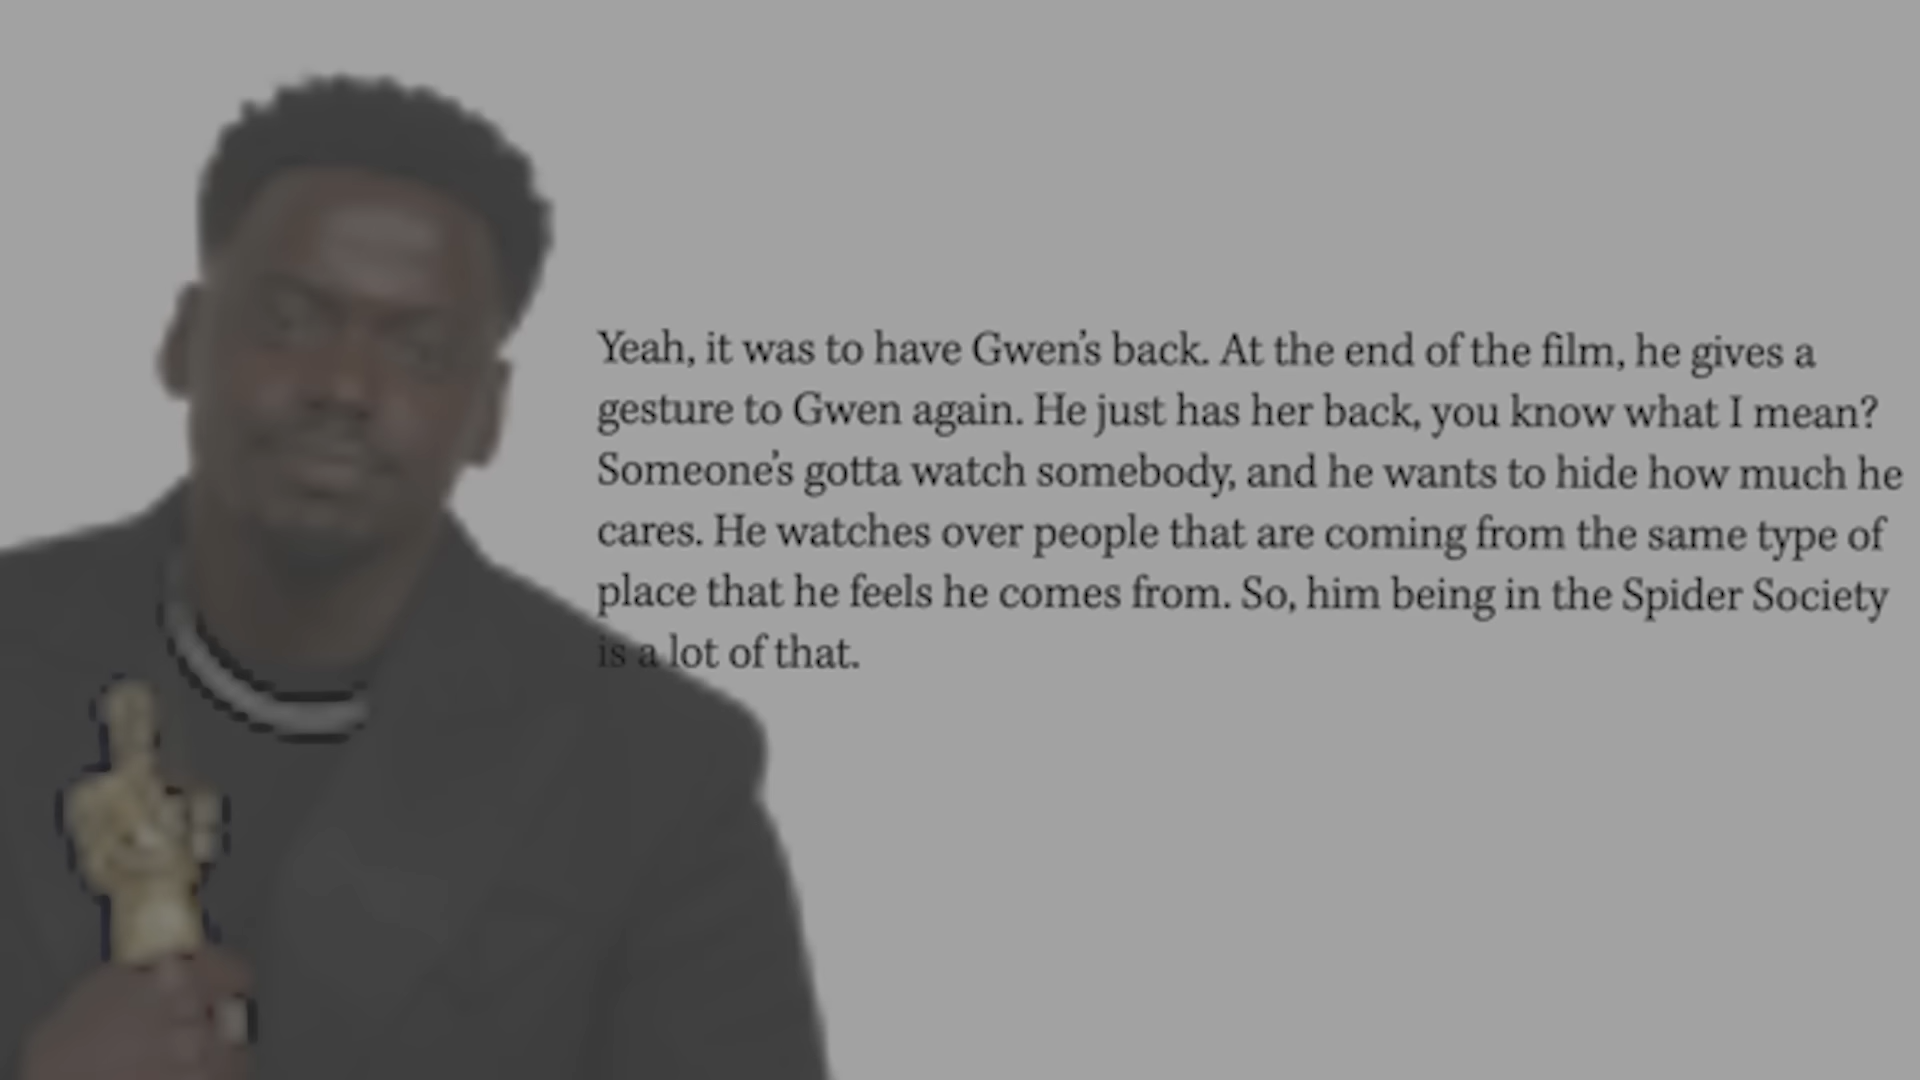 Yeah, it was to have Gwen's back. At the end of the film, he gives a
gesture to Gwen again. He just has her back, you know what I mean?
Someone's gotta watch somebody, and he wants to hide how much he
cares. He watches over people that are coming from the same type of
place that he feels he comes from. So, him being in the Spider Society
is a lot of that.